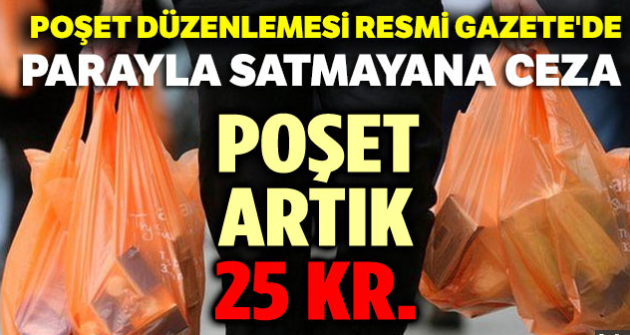 POŞET DÜZENLEMESİ RESMİ GAZETE'DE
PARAYLA SATMAYANA CEZA
POŞET
ARTIK
25 KR.